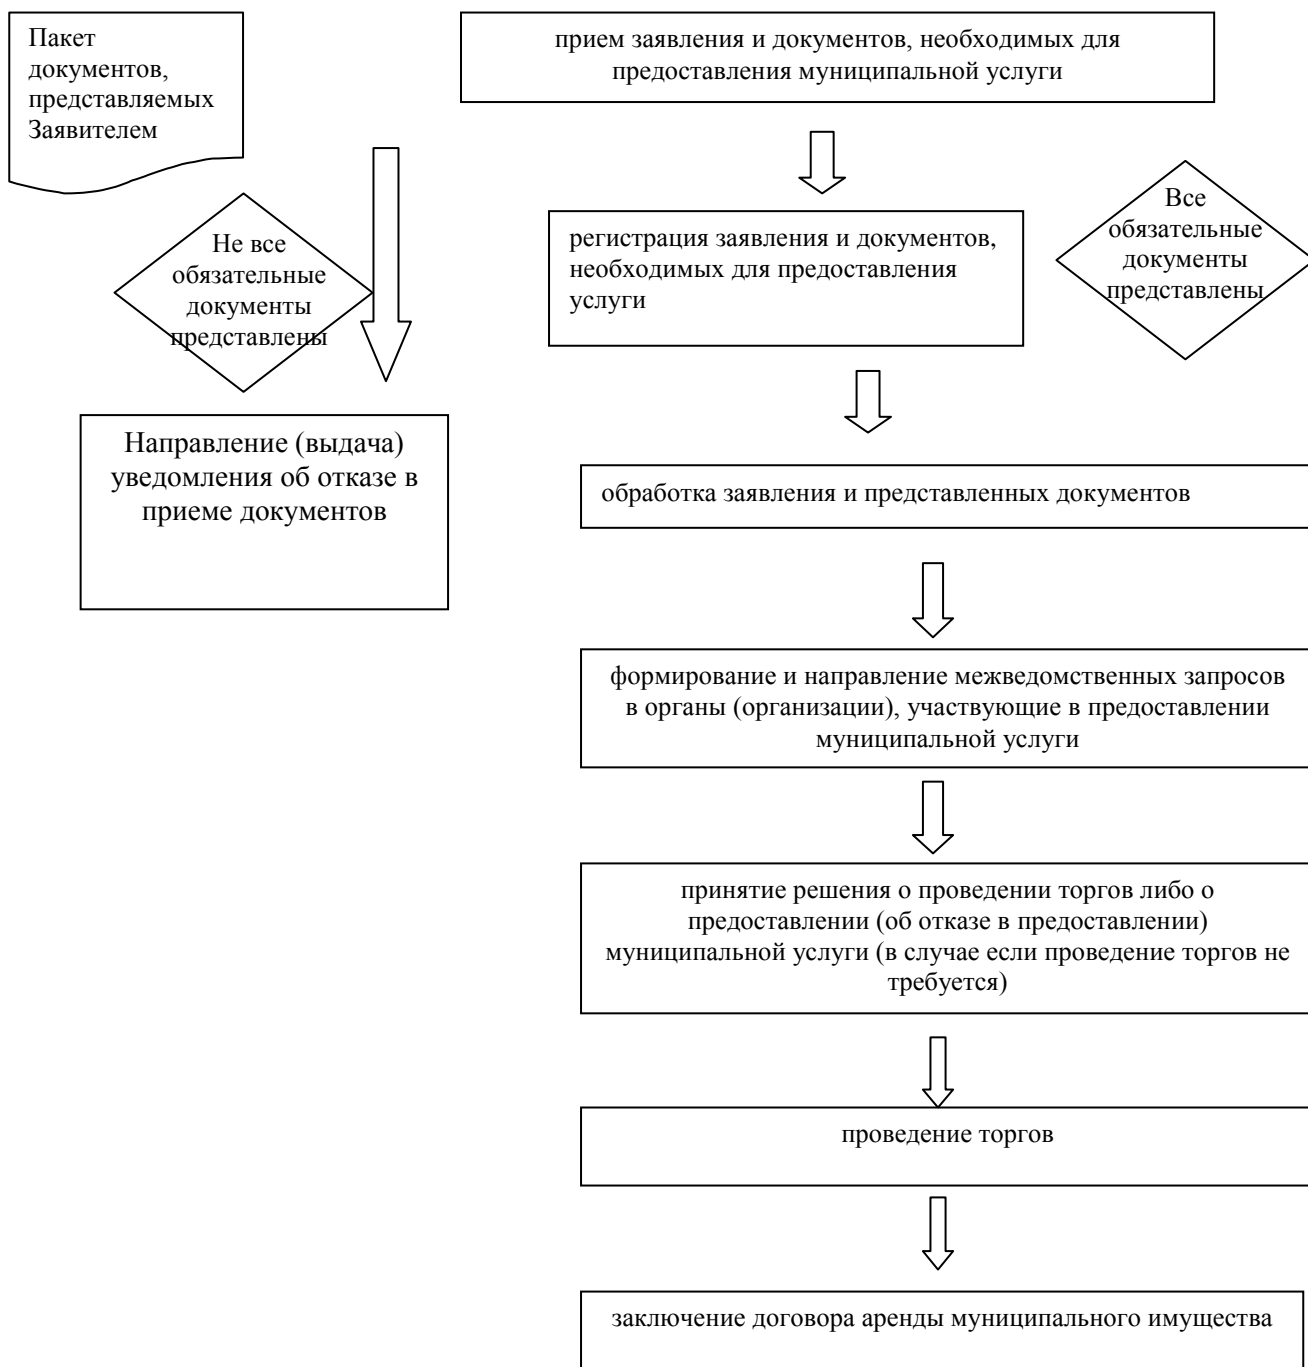 Пакет
документов,
представляемых
Заявителем
прием заявления и документов, необходимых для
предоставления муниципальной услуги
Не все
обязательные
документы
представлены
регистрация заявления и документов,
необходимых для предоставления
услуги
Все
обязательные
документы
представлены
Направление (выдача)
уведомления об отказе в
приеме документов
обработка заявления и представленных документов
формирование и направление межведомственных запросов
в органы (организации), участвующие в предоставлении
муниципальной услуги
принятие решения о проведении торгов либо о
предоставлении (об отказе в предоставлении)
муниципальной услуги (в случае если проведение торгов не
требуется)
проведение торгов
заключение договора аренды муниципального имущества